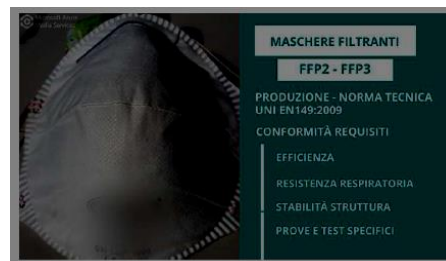 MASCHERE FILTRANTI
FFP2 - FFP3
PRODUZIONE - NORMA TECNICA
UNI EN149:2009
CONFORMITÀ REQUISITI
EFFICIENZA
RESISTENZA RESPIRATORIA
STABILITÀ STRUTTURA
PROVE E TEST SPECIFICI